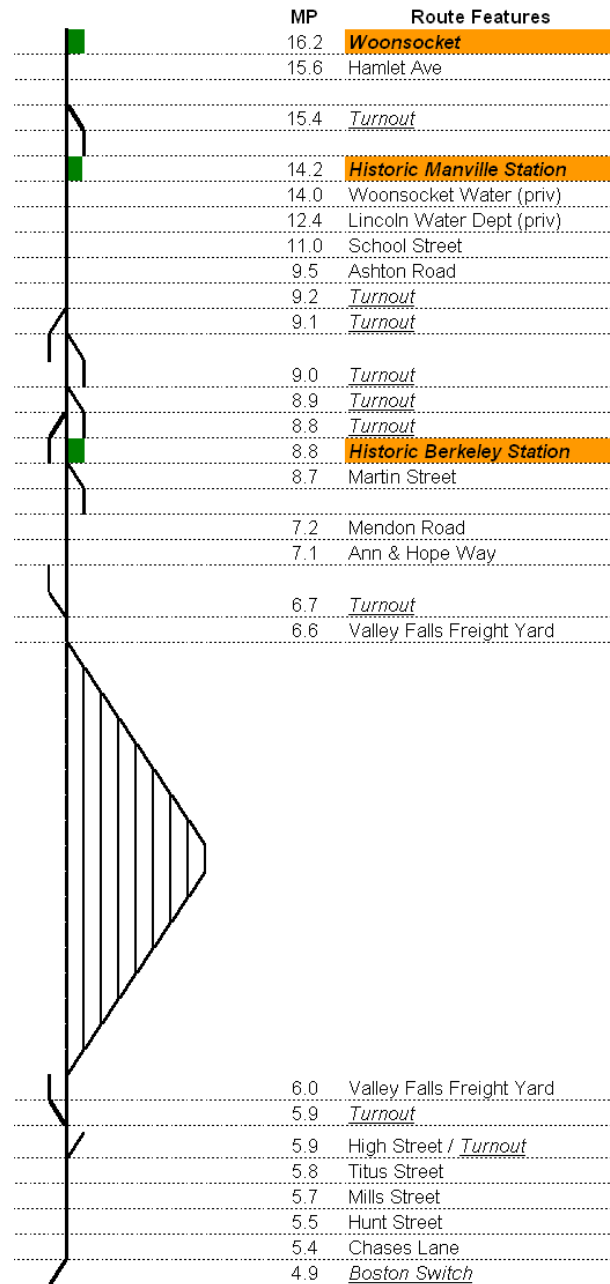 MP Route Features
16.2 Woonsocket
15.6 Hamlet Ave
15.4 Turnout
14.2 Historic Manville Station
14.0 Woonsocket Water (priv)
12.4 Lincoln Water Dept (priv)
11.0 School Street
9.5 Ashton Road
9.2 Turnout
9.1 Turnout
9.0 Turnout
8.9 Turnout
8.8 Turnout
8.8 Historic Berkeley Station
8.7 Martin Street
7.2 Mendon Road
7.1 Ann & Hope Way
6.7 Turnout
6.6 Valley Falls Freight Yard
6.0 Valley Falls Freight Yard
5.9 Turnout
5.9 High Street / Turnout
5.8 Titus Street
5.7 Mills Street
5.5 Hunt Street
5.4 Chases Lane
4.9 Boston Switch